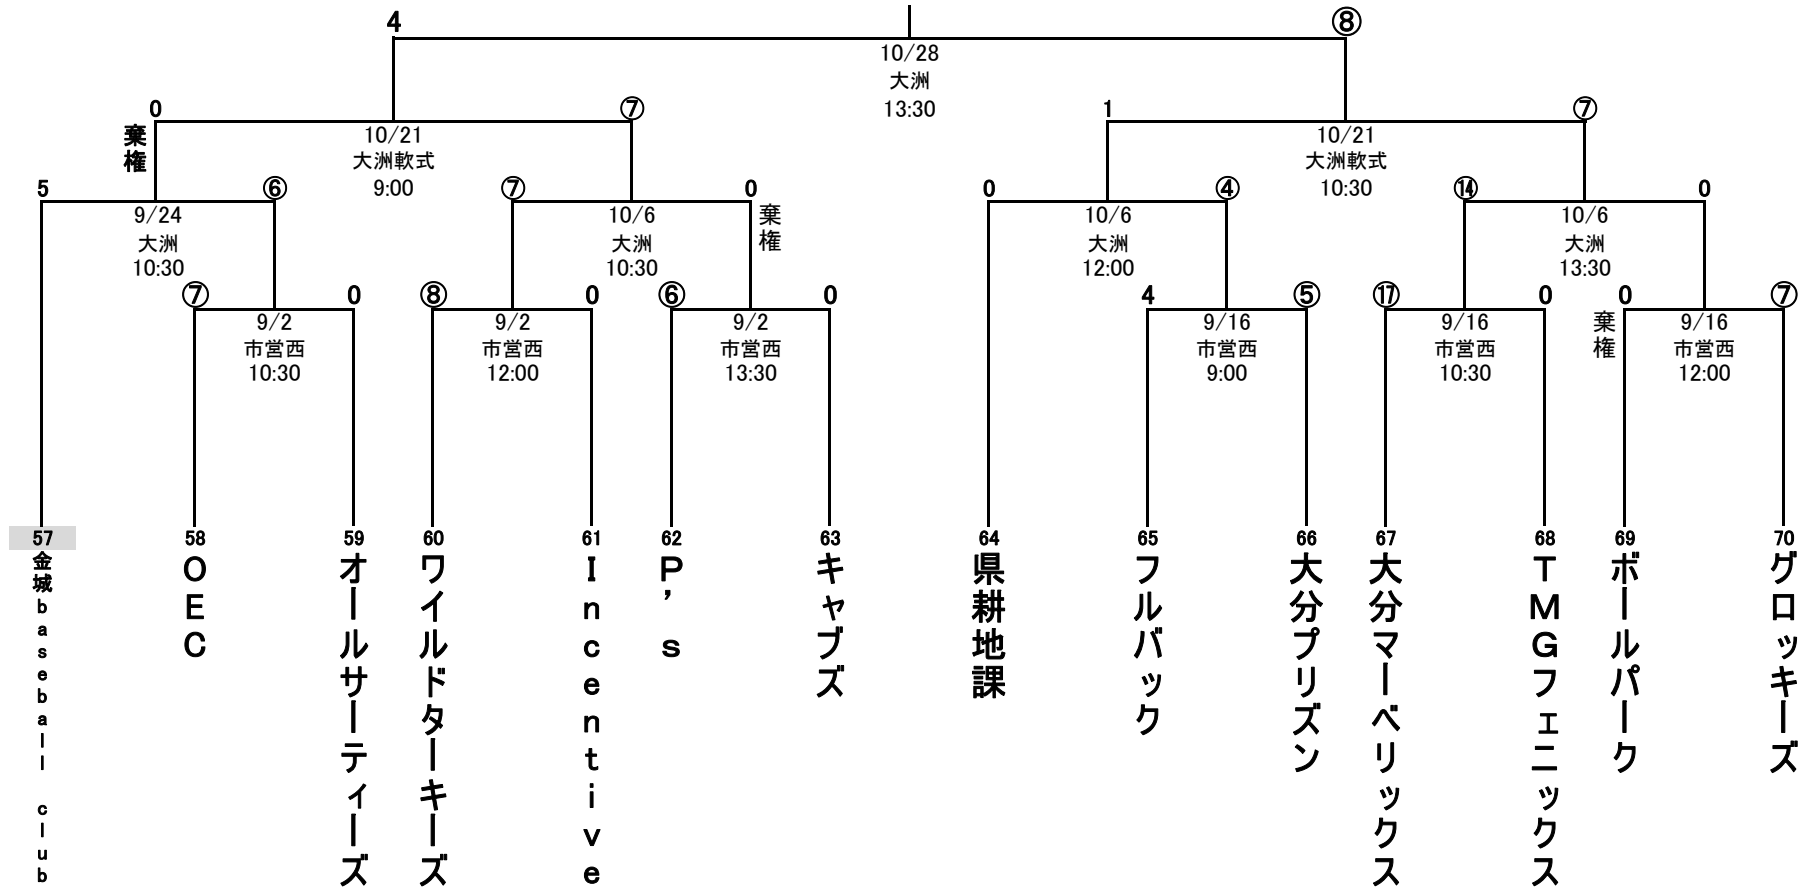 4 ⑧
10/28
大洲
13:30
0 ⑦ 1 ⑦
棄権
10/21
大洲軟式
9:00
10/21
大洲軟式
10:30
5 ⑥ ⑦ 0 0 ④ ⑭ 0
9/24
大洲
10:30
10/6
大洲
10:30
棄権
10/6
大洲
12:00
10/6
大洲
13:30
⑦ 0 ⑧ 0 ⑥ 0 4 ⑤ ⑰ 0 0 ⑦
9/2
市営西
10:30
9/2
市営西
12:00
9/2
市営西
13:30
9/16
市営西
9:00
9/16
市営西
10:30
棄権
9/16
市営西
12:00
57
金城baseball club
58
OEC
59
オールサーティーズ
60
ワイルドターキーズ
61
Incentive
62
P's
63
キャブズ
64
県耕地課
65
フルバック
66
大分プリズン
67
大分マーベリックス
68
TMGフェニックス
69
ボールパーク
70
グロッキーズ